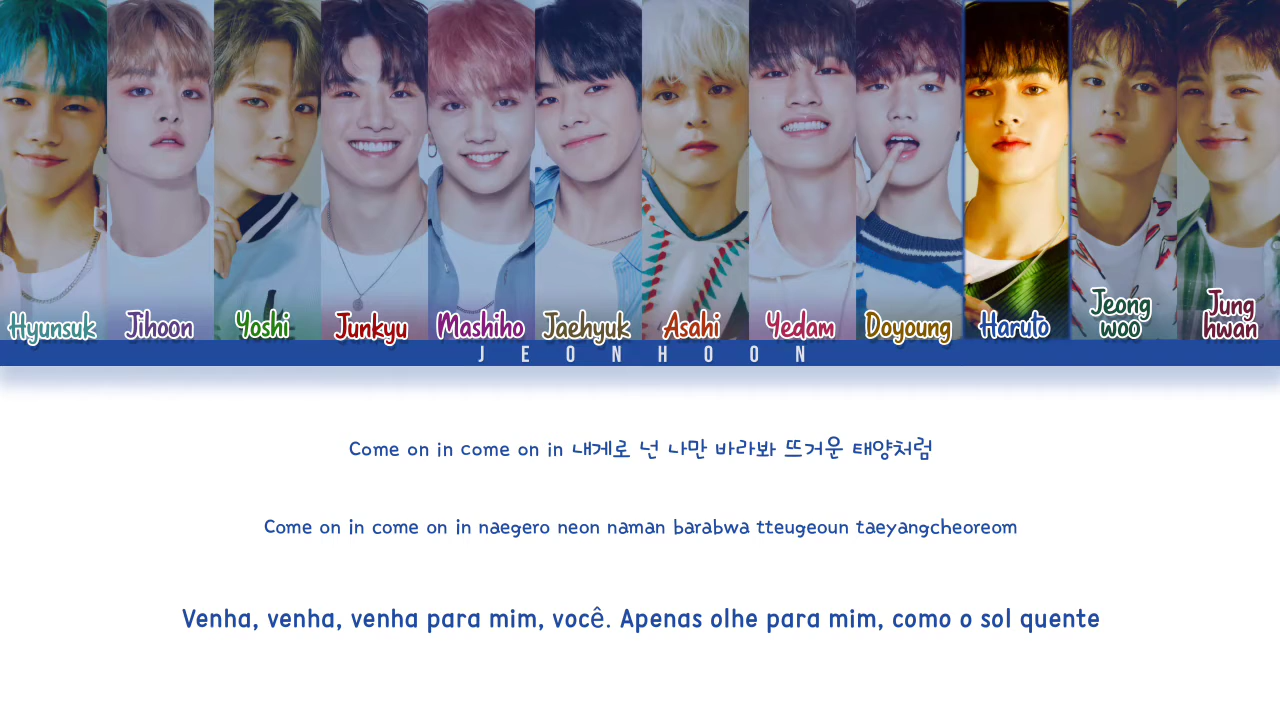 Hyunsuk
Jihoon
Yoshi
Junkyu
Mashiho
Jaehyuk
Asahi
Yedam
Doyoung
Haruto
Jeong
woo
Jung
hwan
JEONHOON
Come on in come on in 내게로 넌 나만 바라봐 뜨거운 태양처럼
Come on in come on in naegero neon naman barabwa tteugeoun taeyangcheoreom
Venha, venha, venha para mim, você. Apenas olhe para mim, como o sol quente